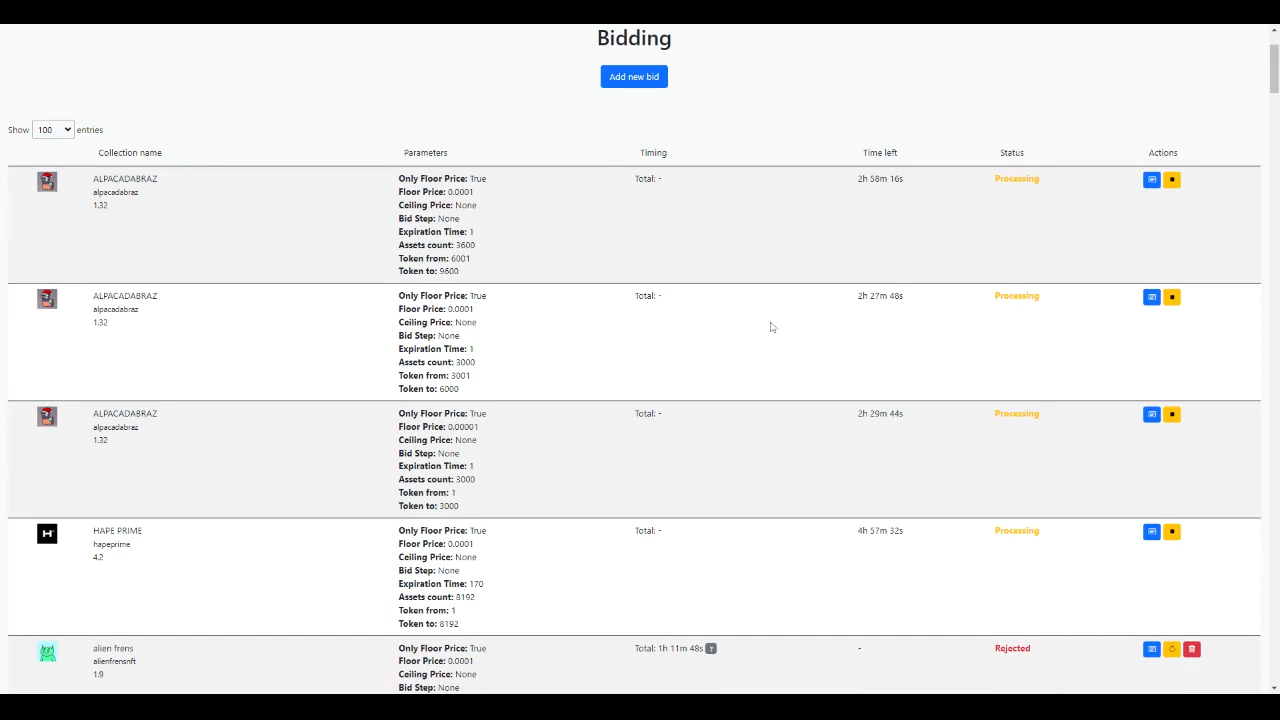 Bidding
Add new bid
Show 100 entries
Collection name Parameters Timing Time left Status Actions
ALPACADABRAZ Only Floor Price: True Total: - 2h 58m 16s Processing
alpacadabraz Floor Price: 0.0001
1.32 Ceiling Price: None
Bid Step: None
Expiration Time: 1
Assets count: 3600
Token from: 6001
Token to: 9600
ALPACADABRAZ Only Floor Price: True Total: - 2h 27m 48s Processing
alpacadabraz Floor Price: 0.0001
1.32 Ceiling Price: None
Bid Step: None
Expiration Time: 1
Assets count: 3000
Token from: 3001
Token to: 6000
ALPACADABRAZ Only Floor Price: True Total: - 2h 29m 44s Processing
alpacadabraz Floor Price: 0.00001
1.32 Ceiling Price: None
Bid Step: None
Expiration Time: 1
Assets count: 3000
Token from: 1
Token to: 3000
H HAPE PRIME Only Floor Price: True Total: - 4h 57m 32s Processing
hapeprime Floor Price: 0.0001
4.2 Ceiling Price: None
Bid Step: None
Expiration Time: 170
Assets count: 8192
Token from: 1
Token to: 8192
alien frens Only Floor Price: True Total: 1h 11m 48s ? - Rejected
alienfrensnft Floor Price: 0.0001
1.9 Ceiling Price: None
Bid Step: None